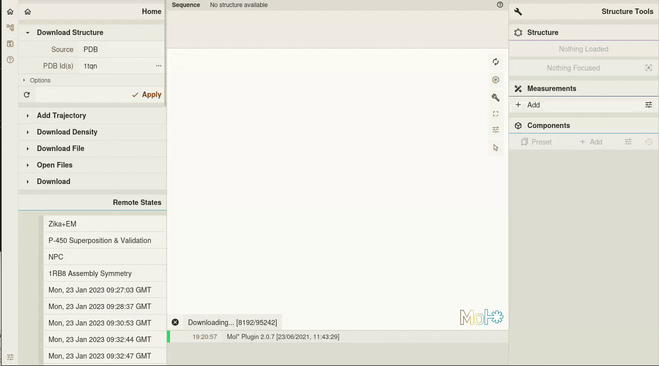 Home
Download Structure
Source PDB
PDB Id(s) 1tqn
Options
Apply
Add Trajectory
Download Density
Download File
Open Files
Download
Remote States
Zika+EM
P-450 Superposition & Validation
NPC
1RB8 Assembly Symmetry
Mon, 23 Jan 2023 09:27:03 GMT
Mon, 23 Jan 2023 09:28:37 GMT
Mon, 23 Jan 2023 09:30:53 GMT
Mon, 23 Jan 2023 09:32:44 GMT
Mon, 23 Jan 2023 09:32:47 GMT
Sequence No structure available
Downloading... [8192/95242]
Mol*
19:20:57 Mol* Plugin 2.0.7 [23/06/2021, 11:43:29]
Structure Tools
Structure
Nothing Loaded
Nothing Focused
Measurements
+ Add
Components
Preset + Add